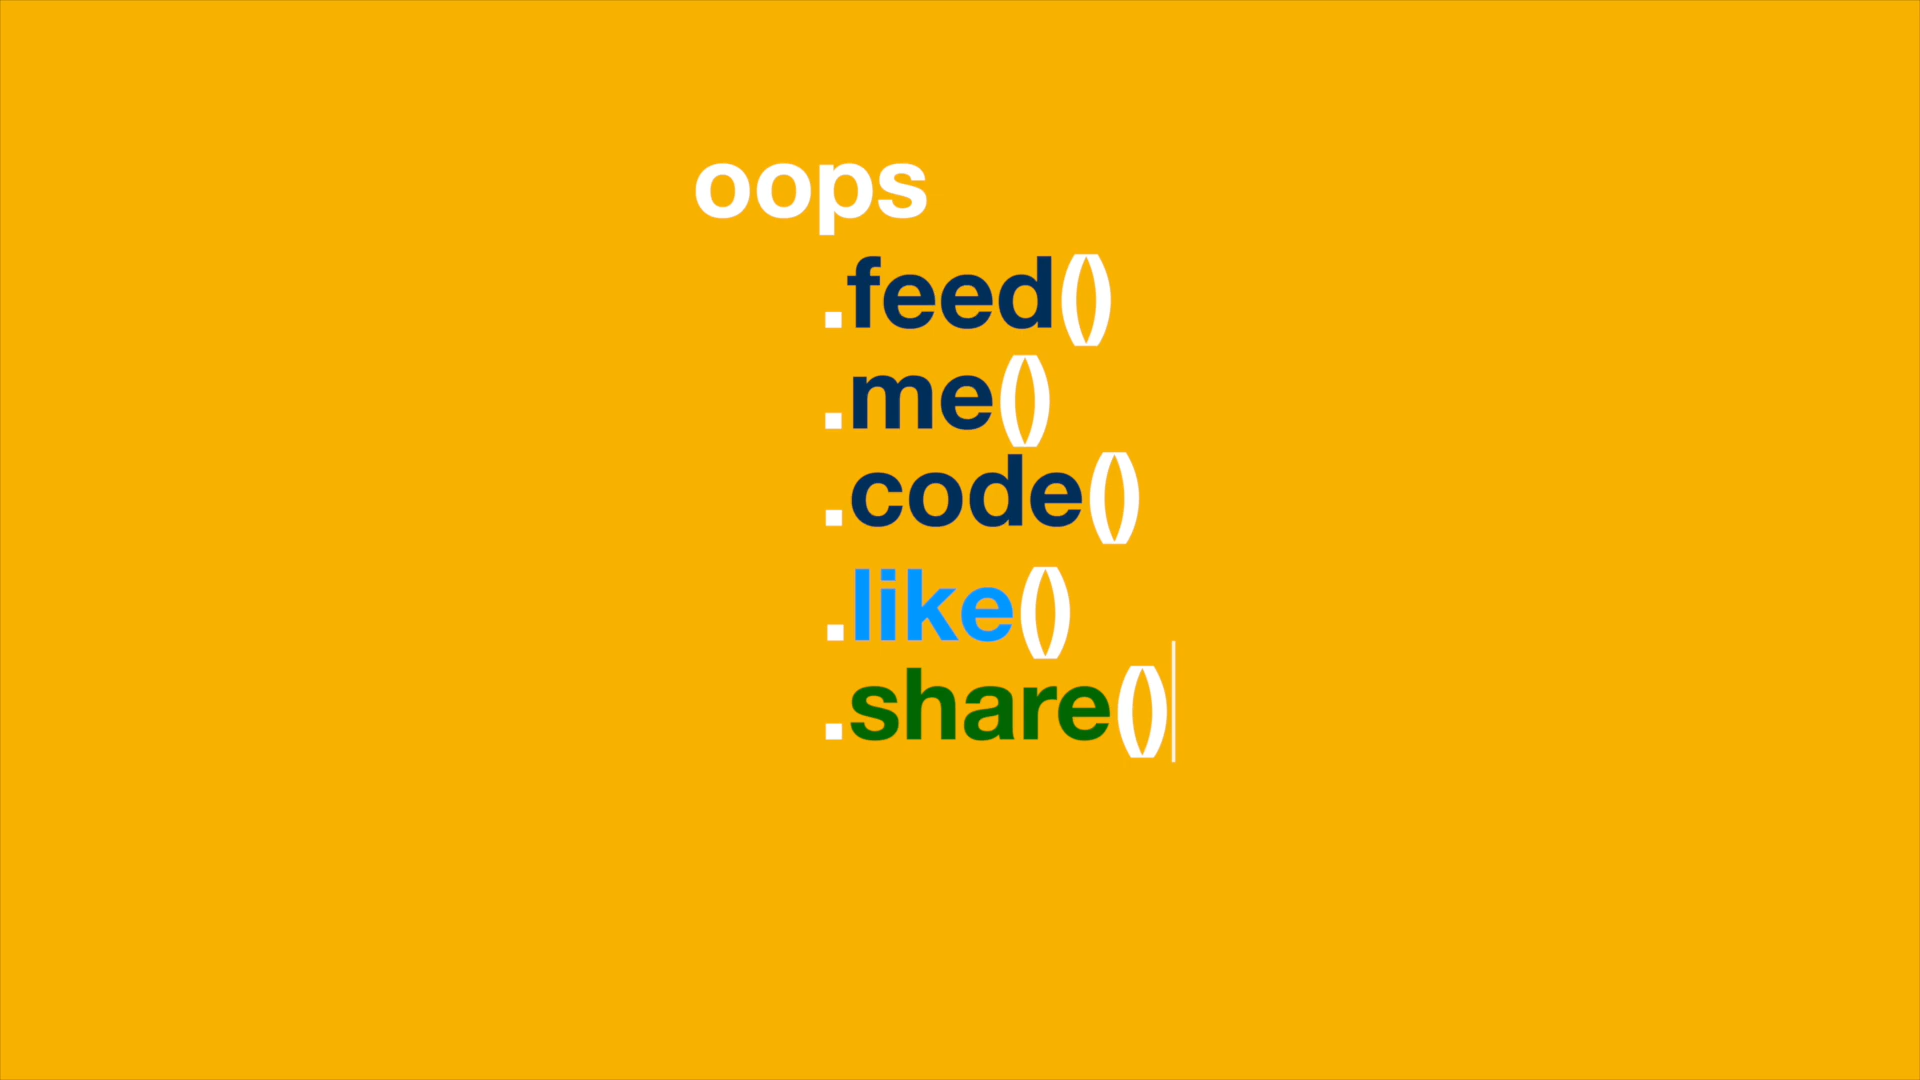 oops
.feed()
.me()
.code()
.like()
.share()